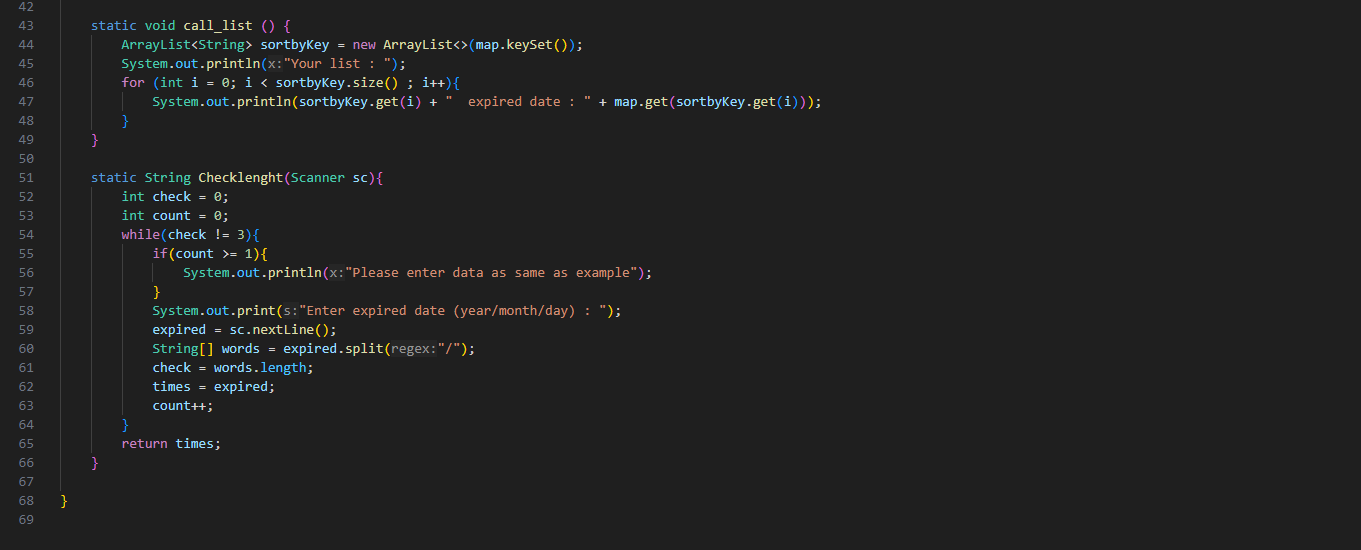 42
43 static void call_list () {
44 ArrayList<String> sortbyKey = new ArrayList<>(map.keySet());
45 System.out.println(x:"Your list : ");
46 for (int i = 0; i < sortbyKey.size() ; i++){
47 System.out.println(sortbyKey.get(i) + "  expired date : " + map.get(sortbyKey.get(i)));
48 }
49 }
50
51 static String Checklenght(Scanner sc){
52 int check = 0;
53 int count = 0;
54 while(check != 3){
55 if(count >= 1){
56 System.out.println(x:"Please enter data as same as example");
57 }
58 System.out.print(s:"Enter expired date (year/month/day) : ");
59 expired = sc.nextLine();
60 String[] words = expired.split(regex:"/");
61 check = words.length;
62 times = expired;
63 count++;
64 }
65 return times;
66 }
67
68 }
69